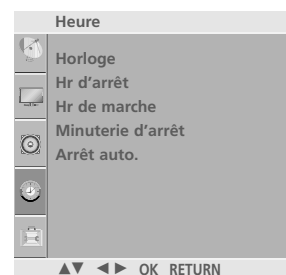 Heure
Horloge
Hr d'arrêt
Hr de marche
Minuterie d'arrêt
Arrêt auto.
▲▼ ◄► OK RETURN